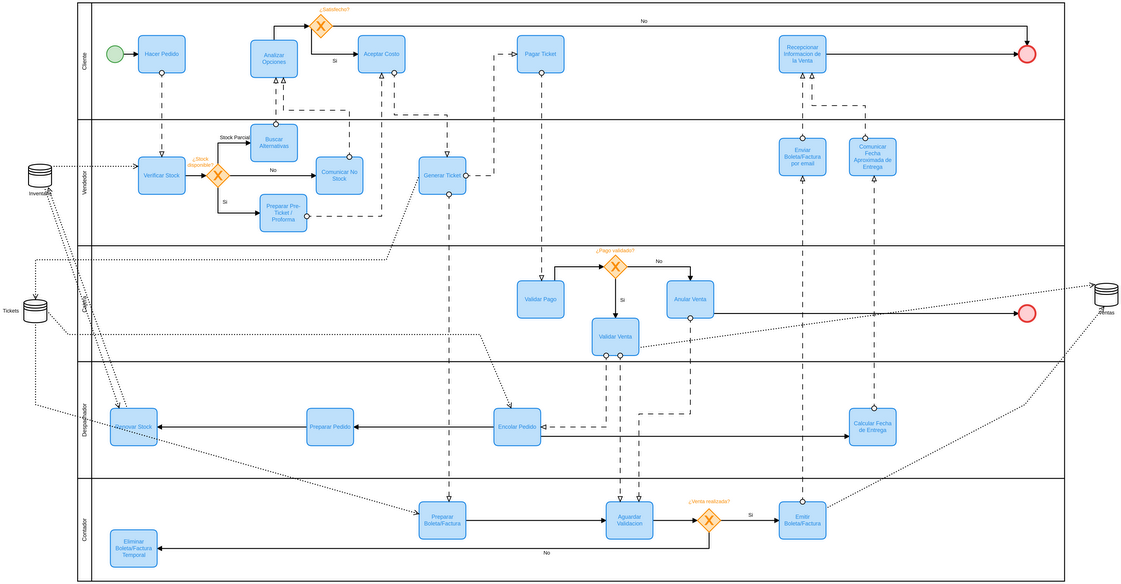 ¿Satisfecho?
No
Cliente
Hacer Pedido
Analizar
Opciones
Si
Aceptar Costo
Pagar Ticket
Recepcionar
Informacion de
la Venta
Vendedor
Stock Parcial
Buscar
Alternativas
¿Stock
disponible?
Verificar Stock
No
Comunicar No
Stock
Si
Preparar Pre-
Ticket /
Proforma
Generar Ticket
Enviar
Boleta/Factura
por email
Comunicar
Fecha
Aproximada de
Entrega
Inventario
¿Pago validado?
No
Validar Pago
Si
Anular Venta
Validar Venta
Tickets
Ventas
Despachador
Renovar Stock
Preparar Pedido
Encolar Pedido
Calcular Fecha
de Entrega
Contador
¿Venta realizada?
Preparar
Boleta/Factura
Aguardar
Validacion
Si
Emitir
Boleta/Factura
Eliminar
Boleta/Factura
Temporal
No